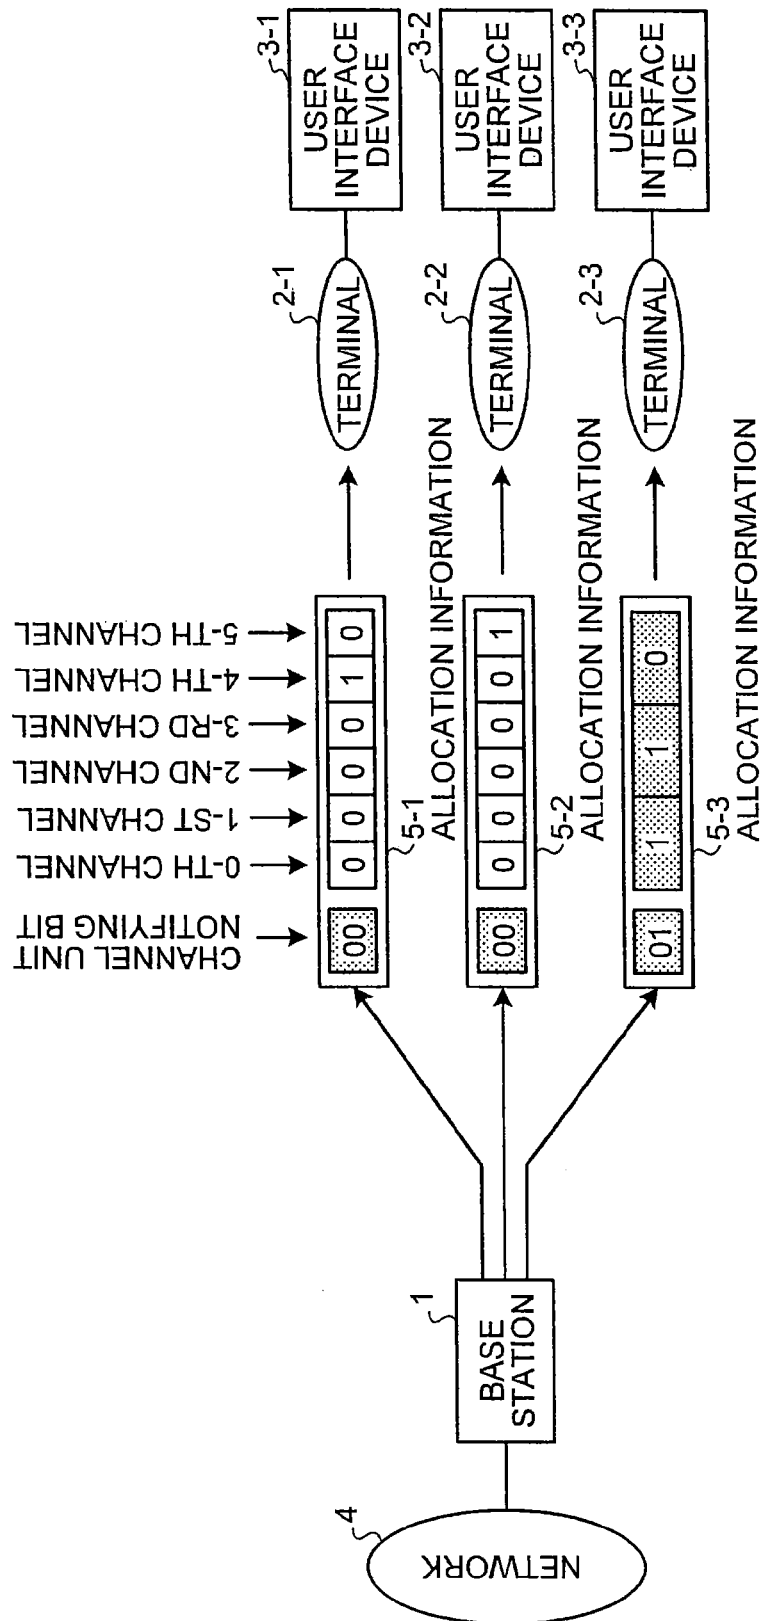 NETWORK
4
BASE
STATION
1
CHANNEL UNIT
NOTIFYING BIT
0-TH CHANNEL
1-ST CHANNEL
2-ND CHANNEL
3-RD CHANNEL
4-TH CHANNEL
5-TH CHANNEL
00 0 0 0 0 1 0
5-1
ALLOCATION INFORMATION
TERMINAL
2-1
USER
INTERFACE
DEVICE
3-1
00 0 0 0 0 0 1
5-2
ALLOCATION INFORMATION
TERMINAL
2-2
USER
INTERFACE
DEVICE
3-2
01 1 1 0
5-3
ALLOCATION INFORMATION
TERMINAL
2-3
USER
INTERFACE
DEVICE
3-3